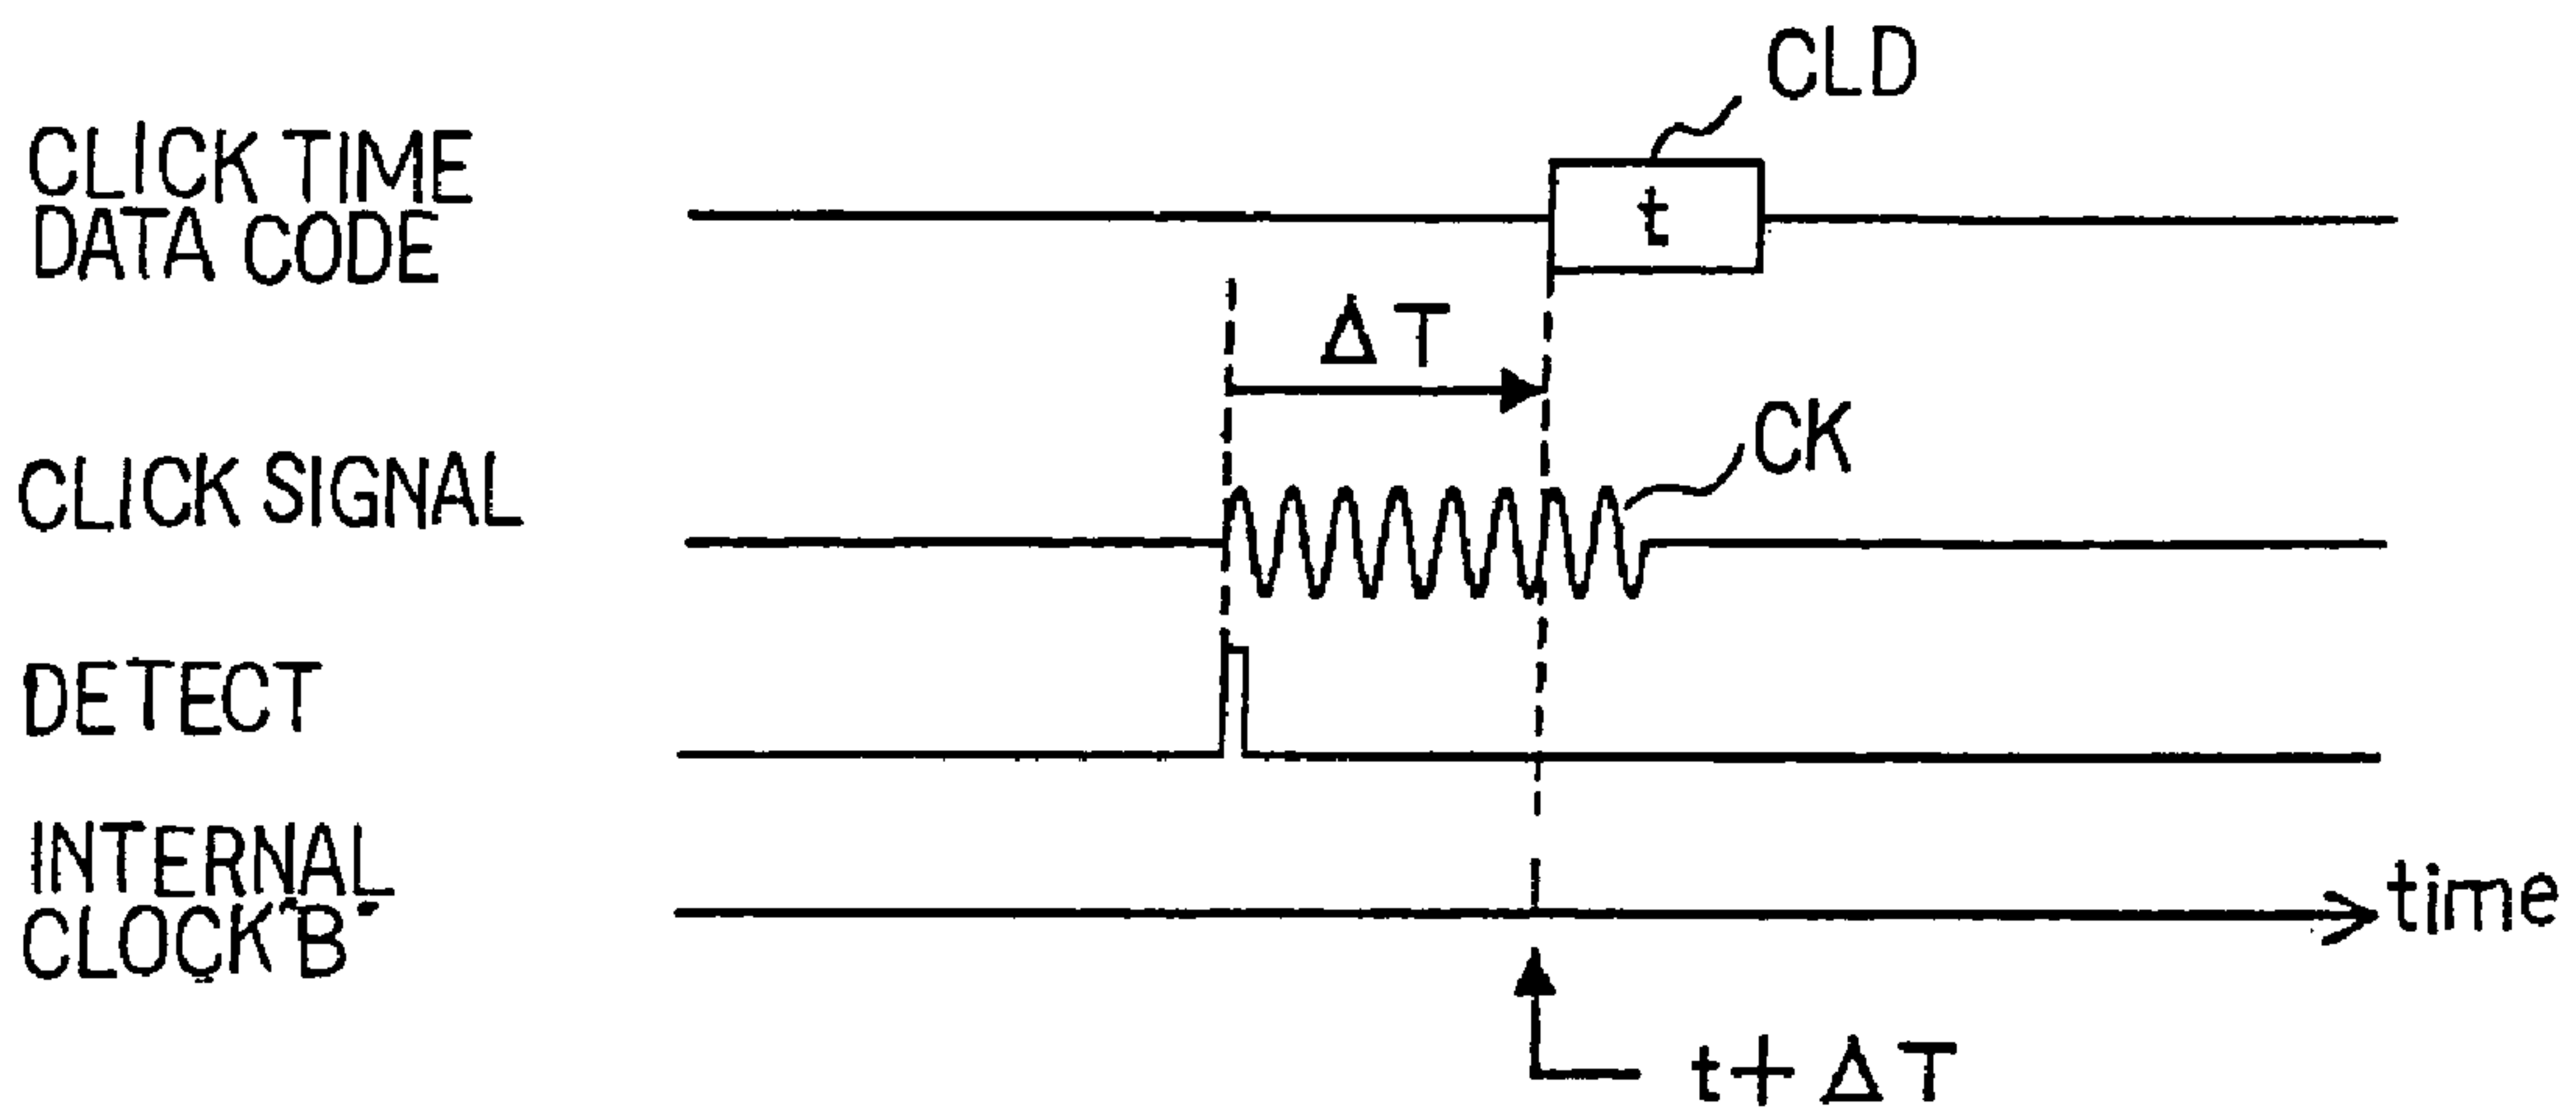 CLD
CLICK TIME
DATA CODE
t
ΔT
CK
CLICK SIGNAL
DETECT
INTERNAL
CLOCK "B"
time
t+ΔT